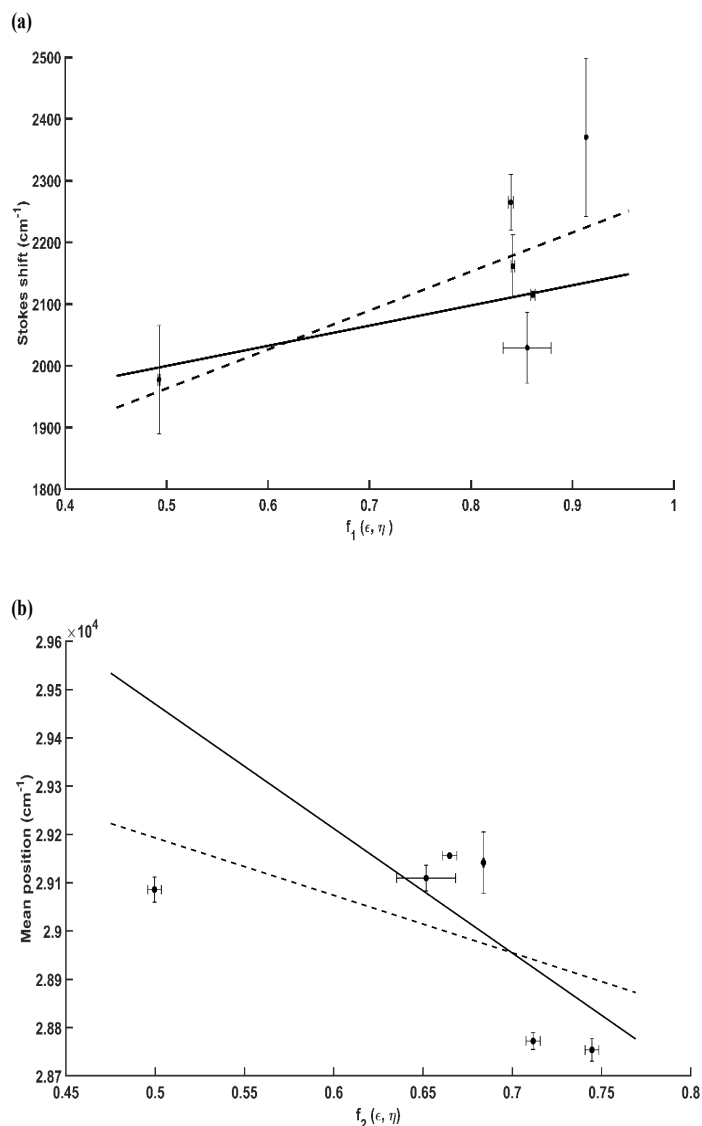 (a)
2500
2400
2300
2200
2100
2000
1900
1800
Stokes shift (cm⁻¹)
0.4 0.5 0.6 0.7 0.8 0.9 1
f₁ (ϵ, η)
(b)
×10⁴
2.96
2.95
2.94
2.93
2.92
2.91
2.9
2.89
2.88
2.87
Mean position (cm⁻¹)
0.45 0.5 0.55 0.6 0.65 0.7 0.75 0.8
f₂ (ϵ, η)